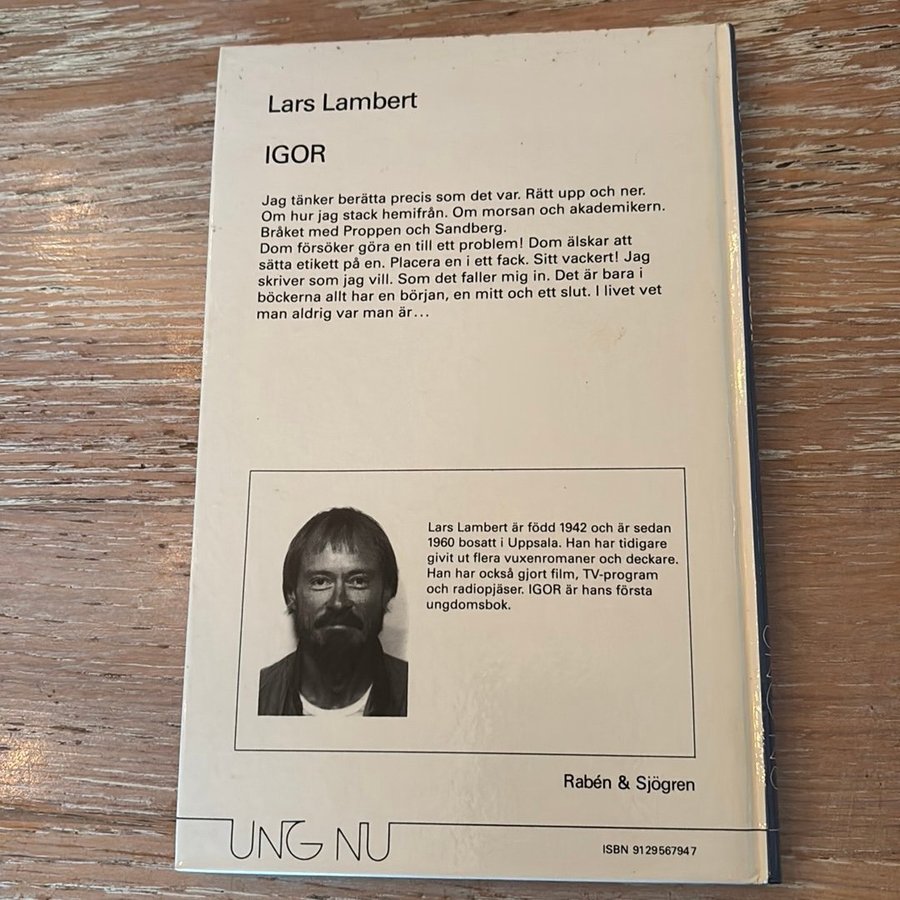 Lars Lambert
IGOR
Jag tänker berätta precis som det var. Rätt upp och ner.
Om hur jag stack hemifrån. Om morsan och akademikern.
Bråket med Proppen och Sandberg.
Dom försöker göra en till ett problem! Dom älskar att
sätta etikett på en. Placera en i ett fack. Sitt vackert! Jag
skriver som jag vill. Som det faller mig in. Det är bara i
böckerna allt har en början, en mitt och ett slut. I livet vet
man aldrig var man är...
Lars Lambert är född 1942 och är sedan
1960 bosatt i Uppsala. Han har tidigare
givit ut flera vuxenromaner och deckare.
Han har också gjort film, TV-program
och radiopjäser. IGOR är hans första
ungdomsbok.
Rabén & Sjögren
UNG NU
ISBN 9129567947